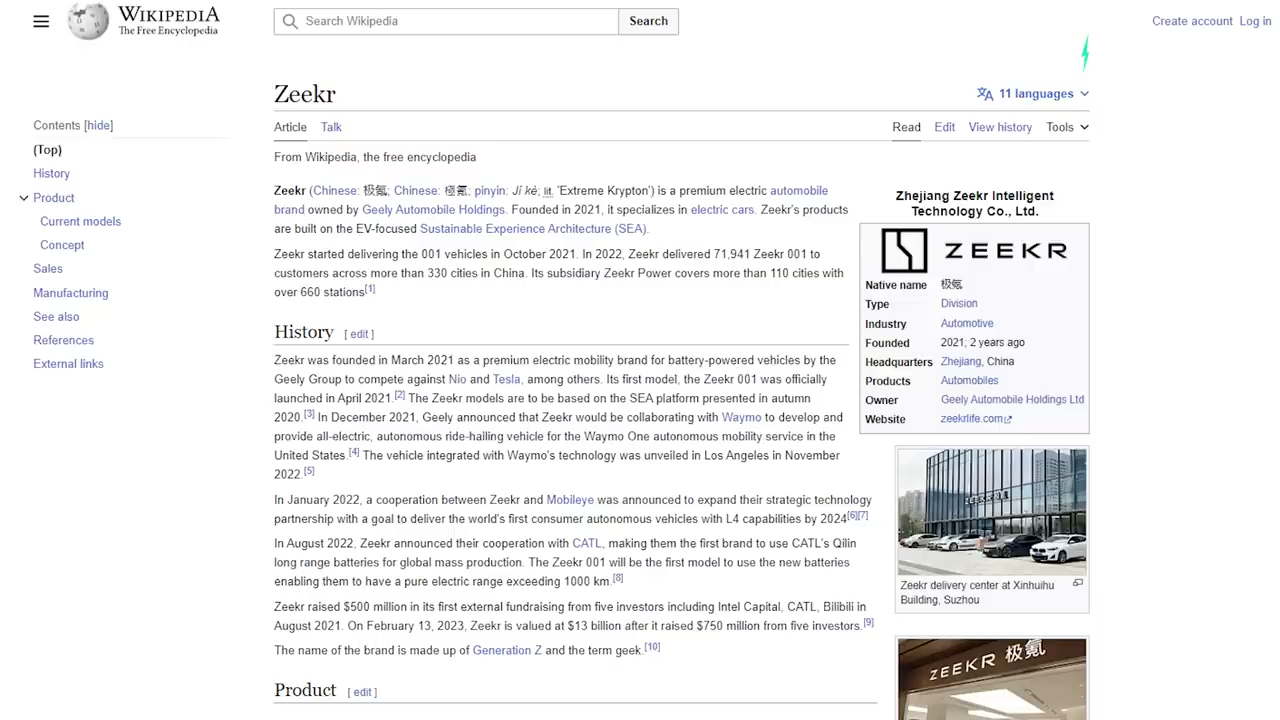 WIKIPEDIA
The Free Encyclopedia
Search Wikipedia
Search
Create account Log in
Zeekr
11 languages
Article Talk
Read Edit View history Tools
From Wikipedia, the free encyclopedia
Contents [hide]
(Top)
History
Product
Current models
Concept
Sales
Manufacturing
See also
References
External links
Zeekr (Chinese: 极氪; Chinese: 極氪; pinyin: Jí kè; lit. 'Extreme Krypton') is a premium electric automobile
brand owned by Geely Automobile Holdings. Founded in 2021, it specializes in electric cars. Zeekr's products
are built on the EV-focused Sustainable Experience Architecture (SEA).
Zeekr started delivering the 001 vehicles in October 2021. In 2022, Zeekr delivered 71,941 Zeekr 001 to
customers across more than 330 cities in China. Its subsidiary Zeekr Power covers more than 110 cities with
over 660 stations[1]
History [ edit ]
Zeekr was founded in March 2021 as a premium electric mobility brand for battery-powered vehicles by the
Geely Group to compete against Nio and Tesla, among others. Its first model, the Zeekr 001 was officially
launched in April 2021.[2] The Zeekr models are to be based on the SEA platform presented in autumn
2020.[3] In December 2021, Geely announced that Zeekr would be collaborating with Waymo to develop and
provide all-electric, autonomous ride-hailing vehicle for the Waymo One autonomous mobility service in the
United States.[4] The vehicle integrated with Waymo's technology was unveiled in Los Angeles in November
2022.[5]
In January 2022, a cooperation between Zeekr and Mobileye was announced to expand their strategic technology
partnership with a goal to deliver the world's first consumer autonomous vehicles with L4 capabilities by 2024[6][7]
In August 2022, Zeekr announced their cooperation with CATL, making them the first brand to use CATL's Qilin
long range batteries for global mass production. The Zeekr 001 will be the first model to use the new batteries
enabling them to have a pure electric range exceeding 1000 km.[8]
Zeekr raised $500 million in its first external fundraising from five investors including Intel Capital, CATL, Bilibili in
August 2021. On February 13, 2023, Zeekr is valued at $13 billion after it raised $750 million from five investors.[9]
The name of the brand is made up of Generation Z and the term geek.[10]
Product [ edit ]
Zhejiang Zeekr Intelligent
Technology Co., Ltd.
ZEEKR
Native name 极氪
Type Division
Industry Automotive
Founded 2021; 2 years ago
Headquarters Zhejiang, China
Products Automobiles
Owner Geely Automobile Holdings Ltd
Website zeekrlife.com
Zeekr delivery center at Xinhuihu
Building, Suzhou
ZEEKR 极氪